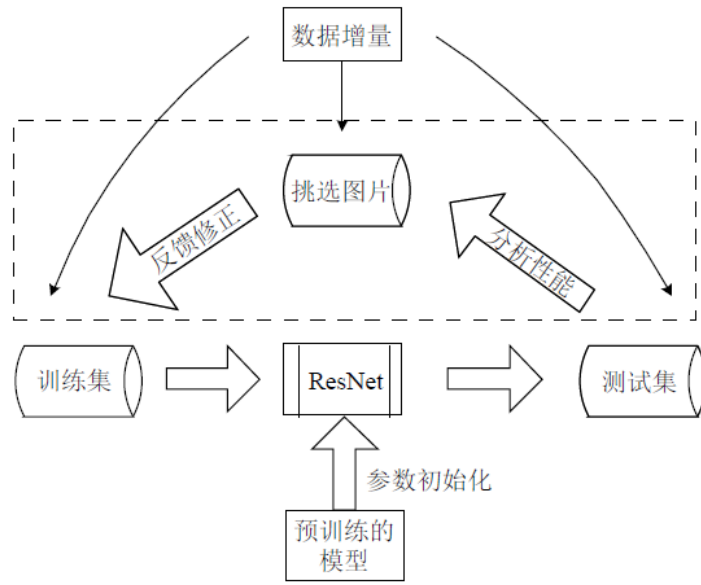 数据增量
挑选图片
反馈修正
分析性能
训练集
ResNet
测试集
参数初始化
预训练的
模型